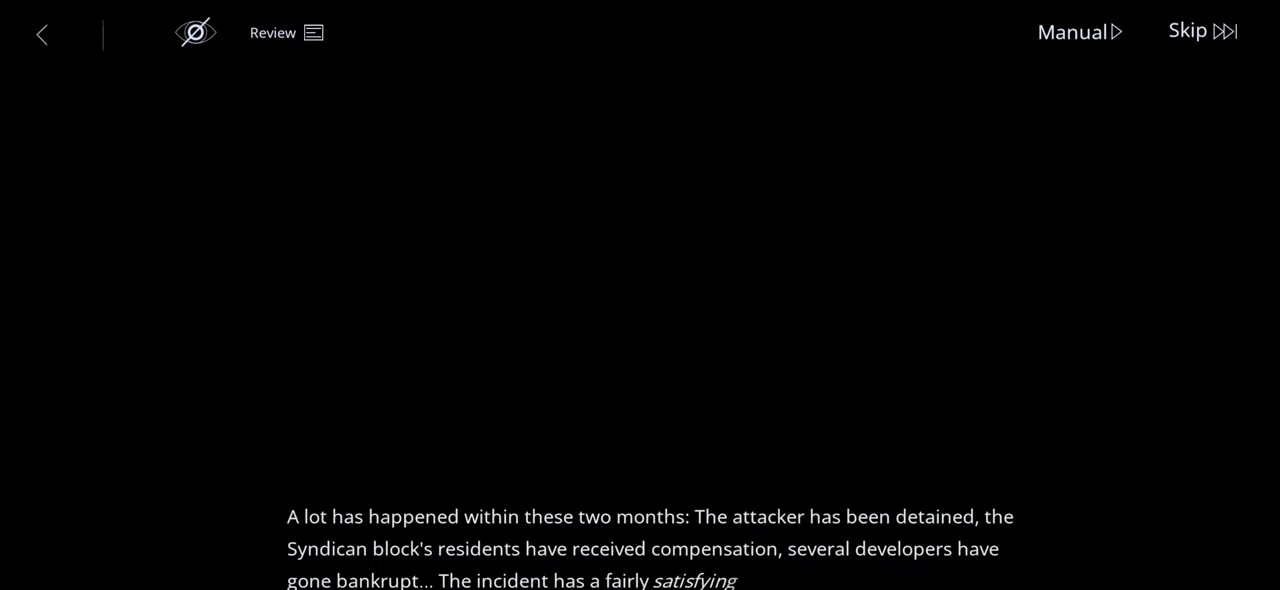 Review
Manual
Skip
A lot has happened within these two months: The attacker has been detained, the
Syndican block's residents have received compensation, several developers have
gone bankrupt... The incident has a fairly satisfying